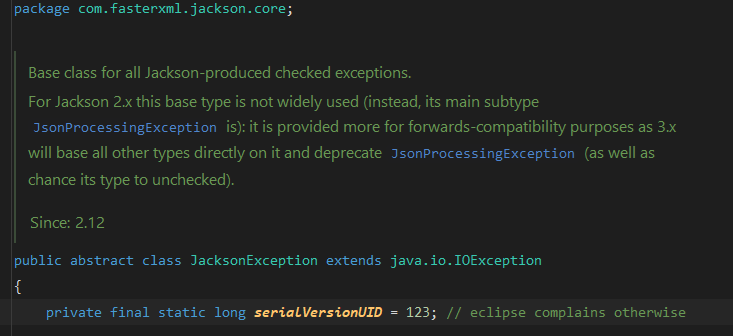 package com.fasterxml.jackson.core;
Base class for all Jackson-produced checked exceptions.
For Jackson 2.x this base type is not widely used (instead, its main subtype
JsonProcessingException is): it is provided more for forwards-compatibility purposes as 3.x
will base all other types directly on it and deprecate JsonProcessingException (as well as
chance its type to unchecked).
Since: 2.12
public abstract class JacksonException extends java.io.IOException
{
private final static long serialVersionUID = 123; // eclipse complains otherwise